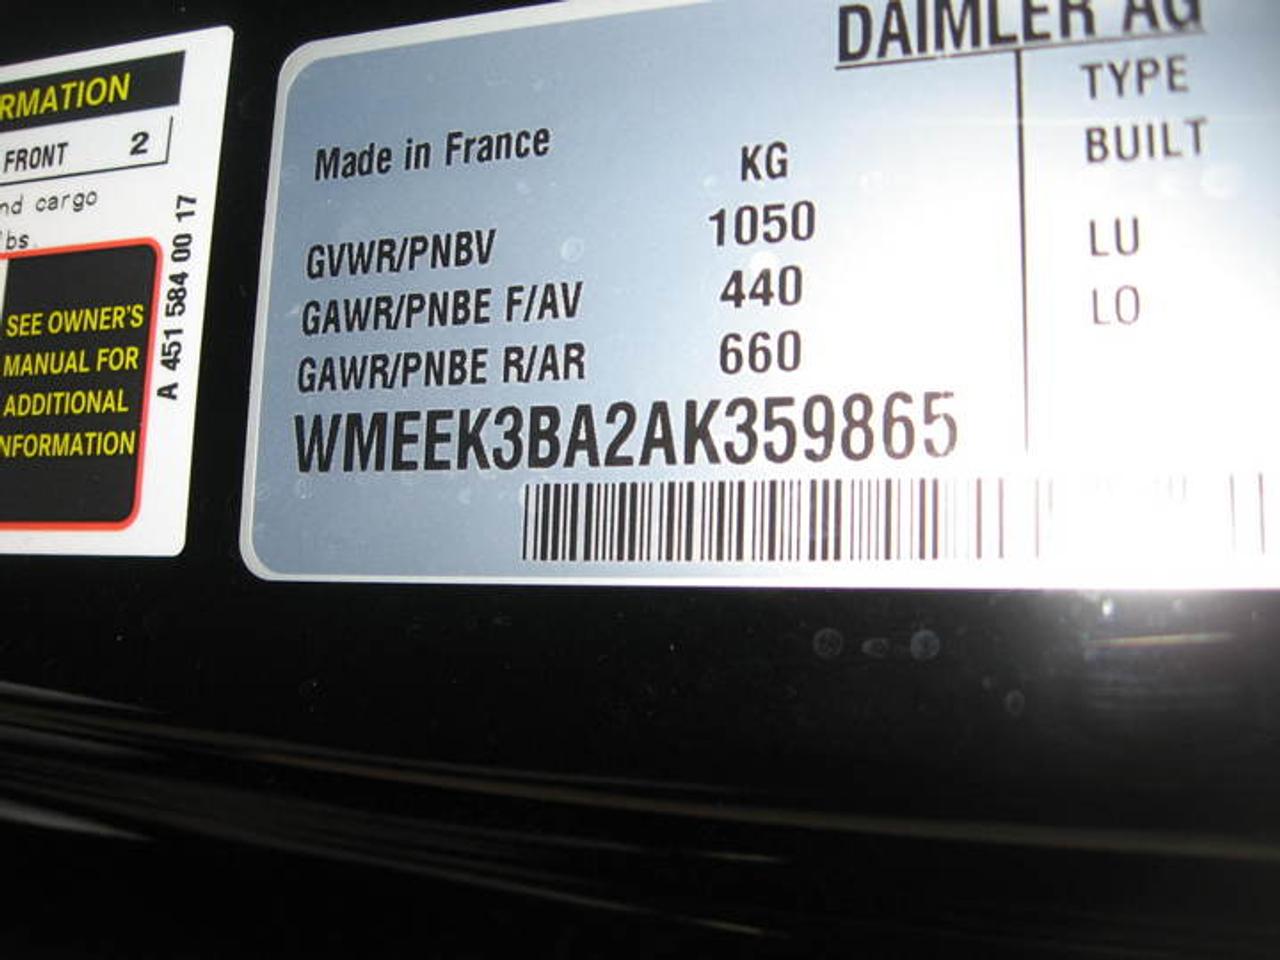 RMATION
FRONT 2
nd cargo
lbs
SEE OWNER'S
MANUAL FOR
ADDITIONAL
NFORMATION
A 451 584 00 17
DAIMLER AG
Made in France KG
GVWR/PNBV 1050
GAWR/PNBE F/AV 440
GAWR/PNBE R/AR 660
WMEEK3BA2AK359865
TYPE
BUILT
LU
LO